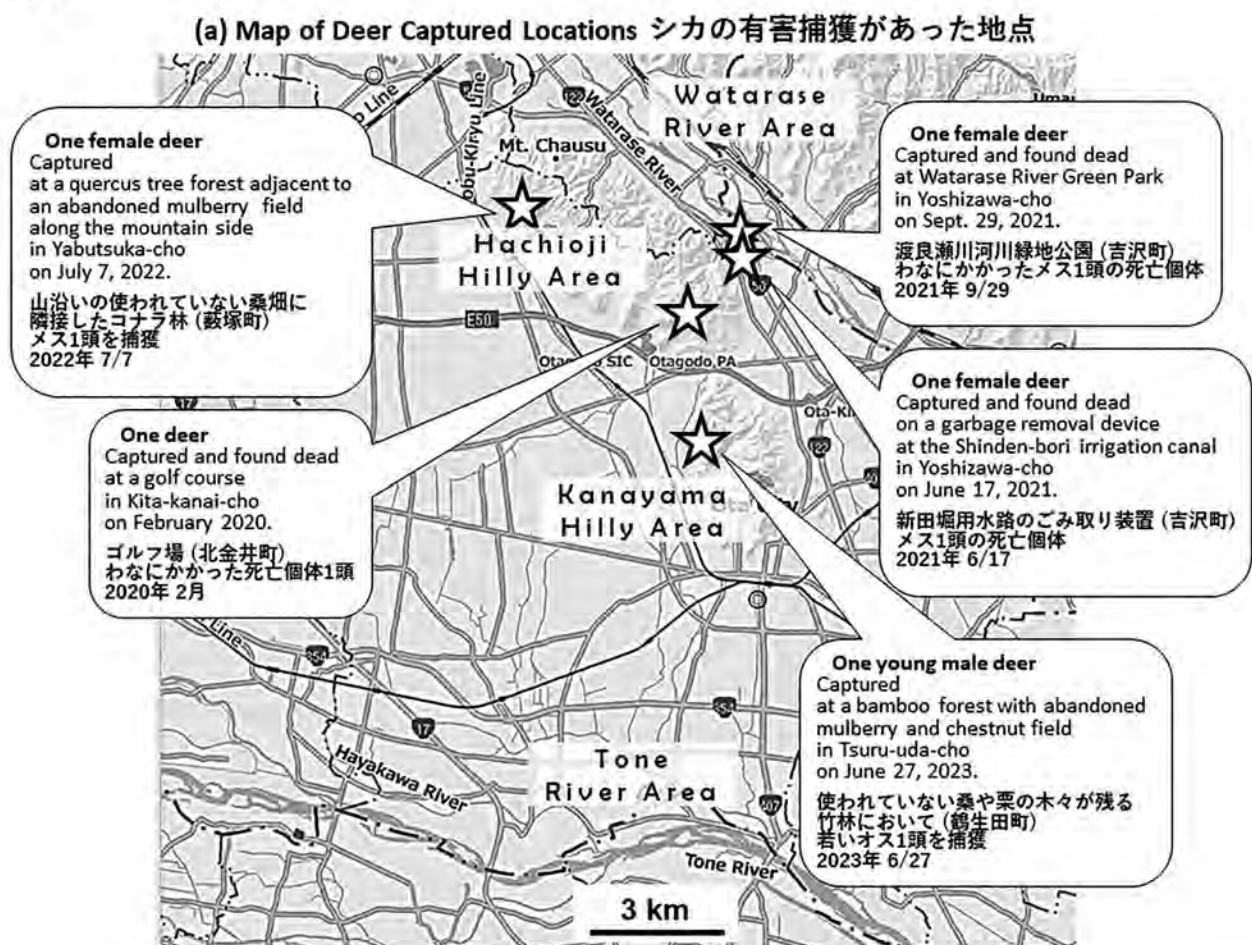 (a) Map of Deer Captured Locations シカの有害捕獲があった地点
One female deer
Captured
at a quercus tree forest adjacent to
an abandoned mulberry field
along the mountain side
in Yabutsuka-cho
on July 7, 2022.
山沿いの使われていない桑畑に
隣接したコナラ林 (藪塚町)
メス1頭を捕獲
2022年 7/7
One deer
Captured and found dead
at a golf course
in Kita-kanai-cho
on February 2020.
ゴルフ場 (北金井町)
わなにかかった死亡個体1頭
2020年 2月
Line
Line
Watarase River
Mt. Chausu
Watarase
River Area
Hachioji
Hilly Area
E50
50
Otagodo PA
SIC
122
Kanayama
Hilly Area
17
Line
354
17
354
407
Hayakawa River
Tone
River Area
Tone River
3 km
One female deer
Captured and found dead
at Watarase River Green Park
in Yoshizawa-cho
on Sept. 29, 2021.
渡良瀬川河川緑地公園 (吉沢町)
わなにかかったメス1頭の死亡個体
2021年 9/29
One female deer
Captured and found dead
on a garbage removal device
at the Shinden-bori irrigation canal
in Yoshizawa-cho
on June 17, 2021.
新田堀用水路のごみ取り装置 (吉沢町)
メス1頭の死亡個体
2021年 6/17
One young male deer
Captured
at a bamboo forest with abandoned
mulberry and chestnut field
in Tsuru-uda-cho
on June 27, 2023.
使われていない桑や栗の木々が残る
竹林において (鶴生田町)
若いオス1頭を捕獲
2023年 6/27